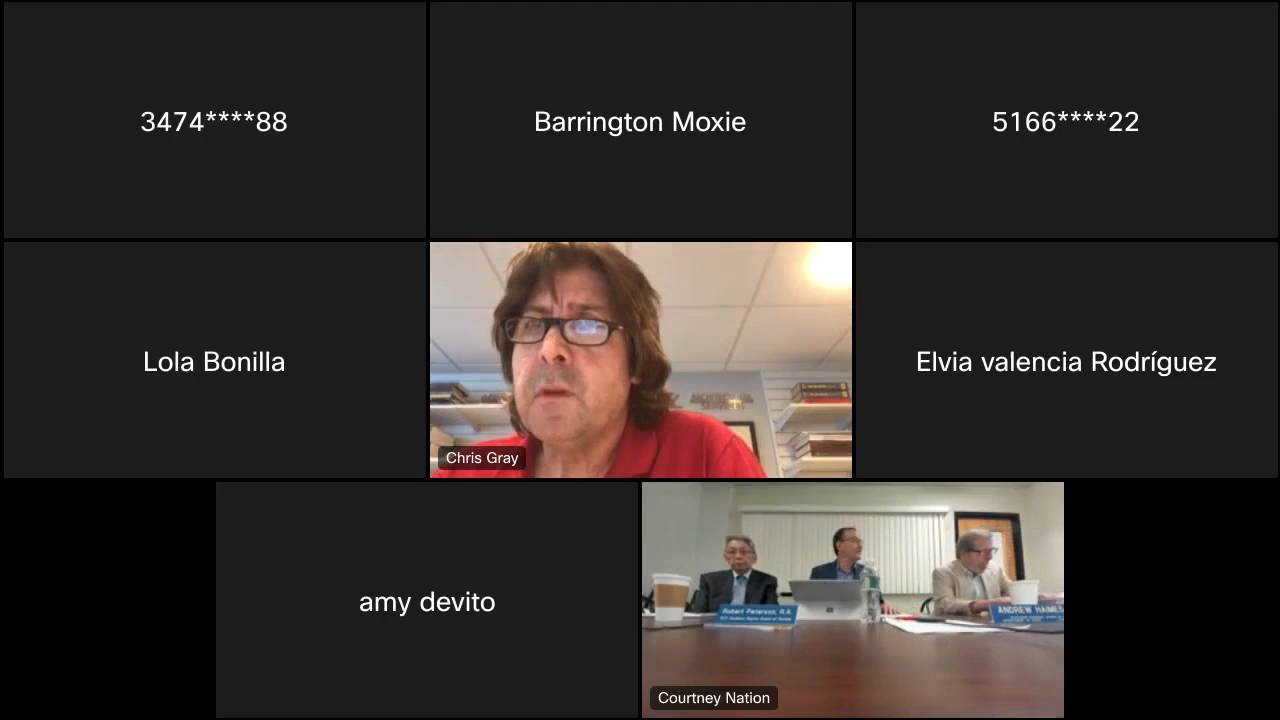 3474****88
Barrington Moxie
5166****22
Lola Bonilla
Chris Gray
Elvia valencia Rodríguez
amy devito
Robert Peterson, R.A.
ANDREW HAIMES
Courtney Nation